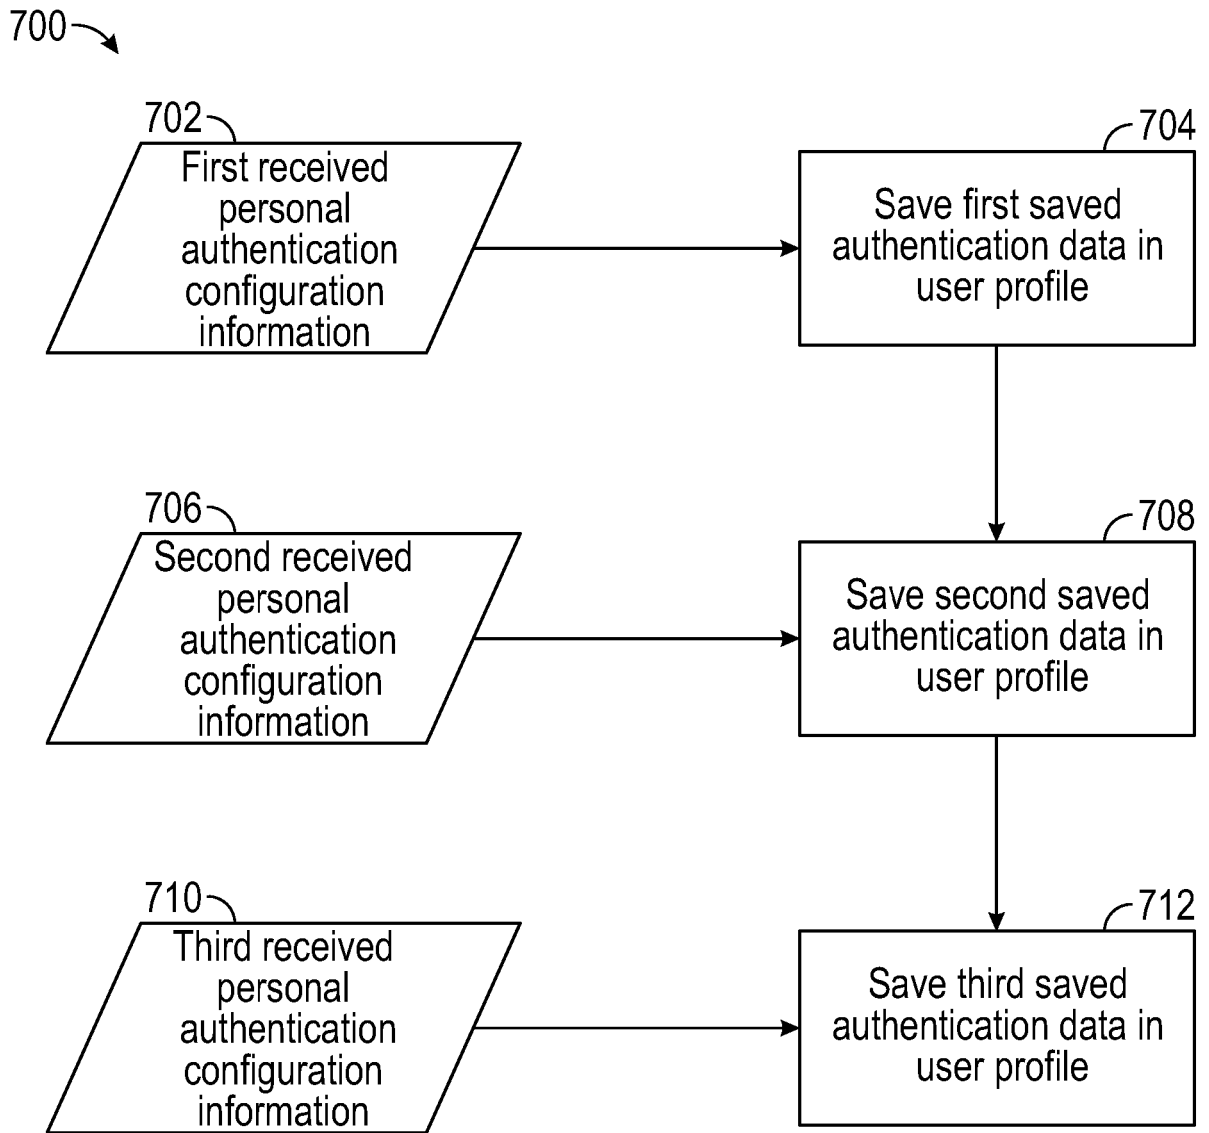 700
702
First received
personal
authentication
configuration
information
704
Save first saved
authentication data in
user profile
706
Second received
personal
authentication
configuration
information
708
Save second saved
authentication data in
user profile
710
Third received
personal
authentication
configuration
information
712
Save third saved
authentication data in
user profile